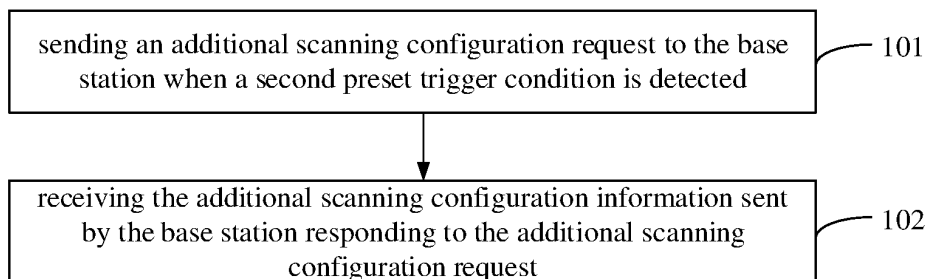 sending an additional scanning configuration request to the base
station when a second preset trigger condition is detected
101
receiving the additional scanning configuration information sent
by the base station responding to the additional scanning
configuration request
102